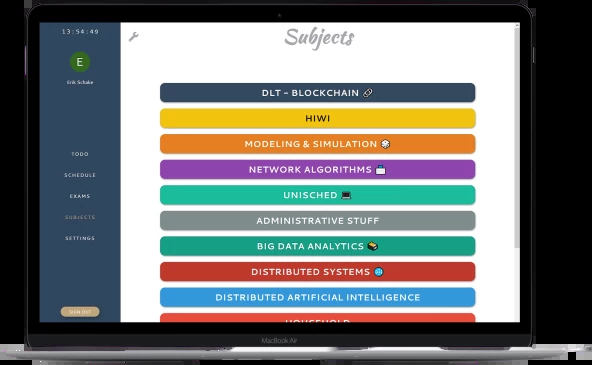 13:54:49
E
Erik Schake
TODO
SCHEDULE
EXAMS
SUBJECTS
SETTINGS
SIGN OUT
Subjects
DLT - BLOCKCHAIN
HIWI
MODELING & SIMULATION
NETWORK ALGORITHMS
UNISCHED
ADMINISTRATIVE STUFF
BIG DATA ANALYTICS
DISTRIBUTED SYSTEMS
DISTRIBUTED ARTIFICIAL INTELLIGENCE
HOUSEHOLD
MacBook Air